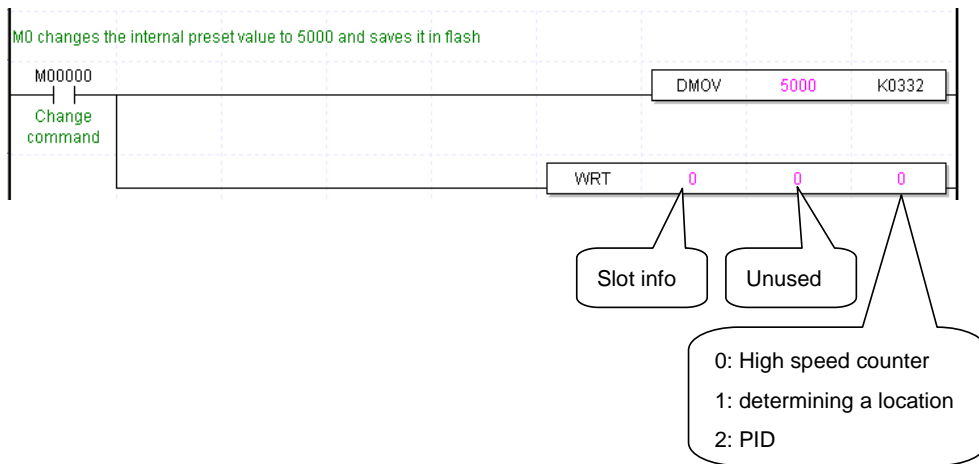 M0 changes the internal preset value to 5000 and saves it in flash
M00000
DMOV 5000 K0332
Change
command
WRT 0 0 0
Slot info
Unused
0: High speed counter
1: determining a location
2: PID